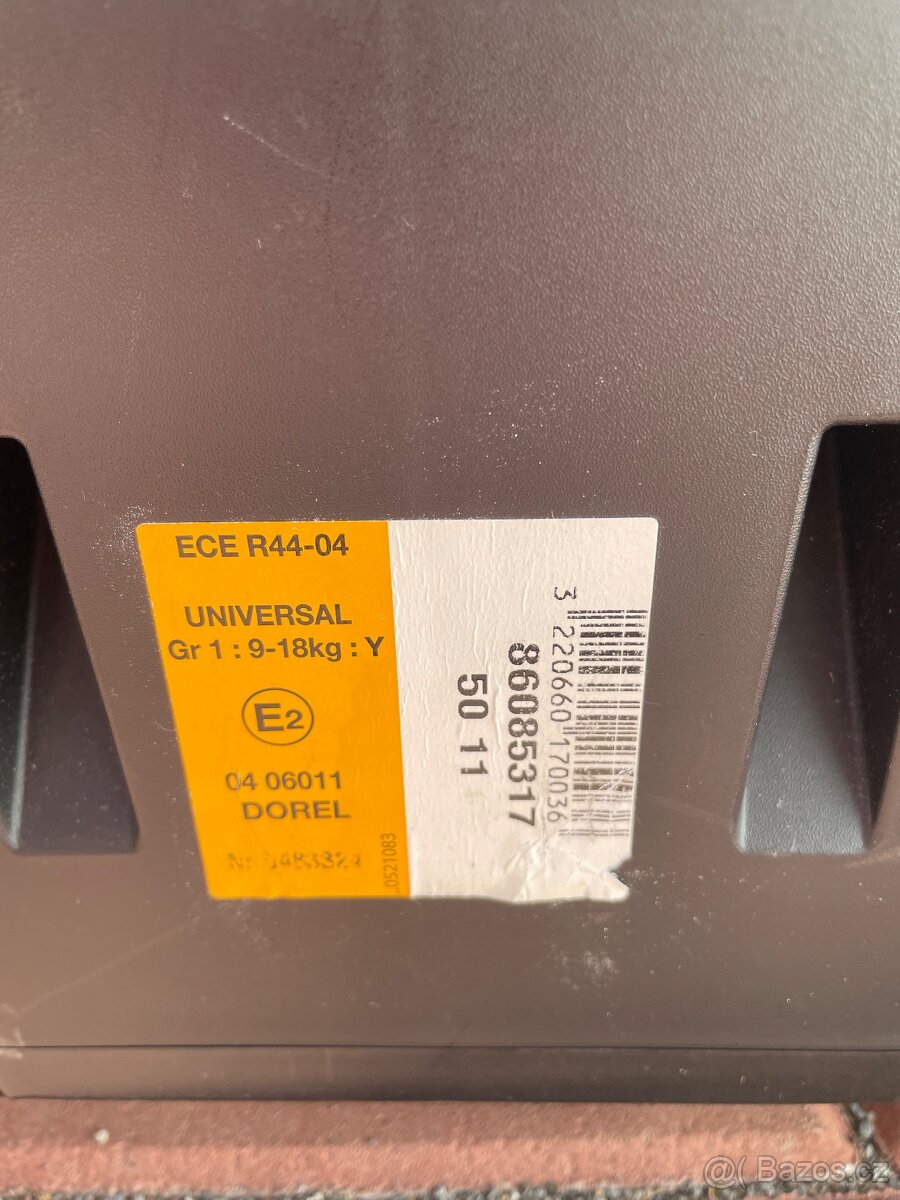 ECE R44-04
UNIVERSAL
Gr 1 : 9-18kg : Y
E2
04 06011
DOREL
0521083
3 220660 170036
86085317
50 11
@( Bazos.cz